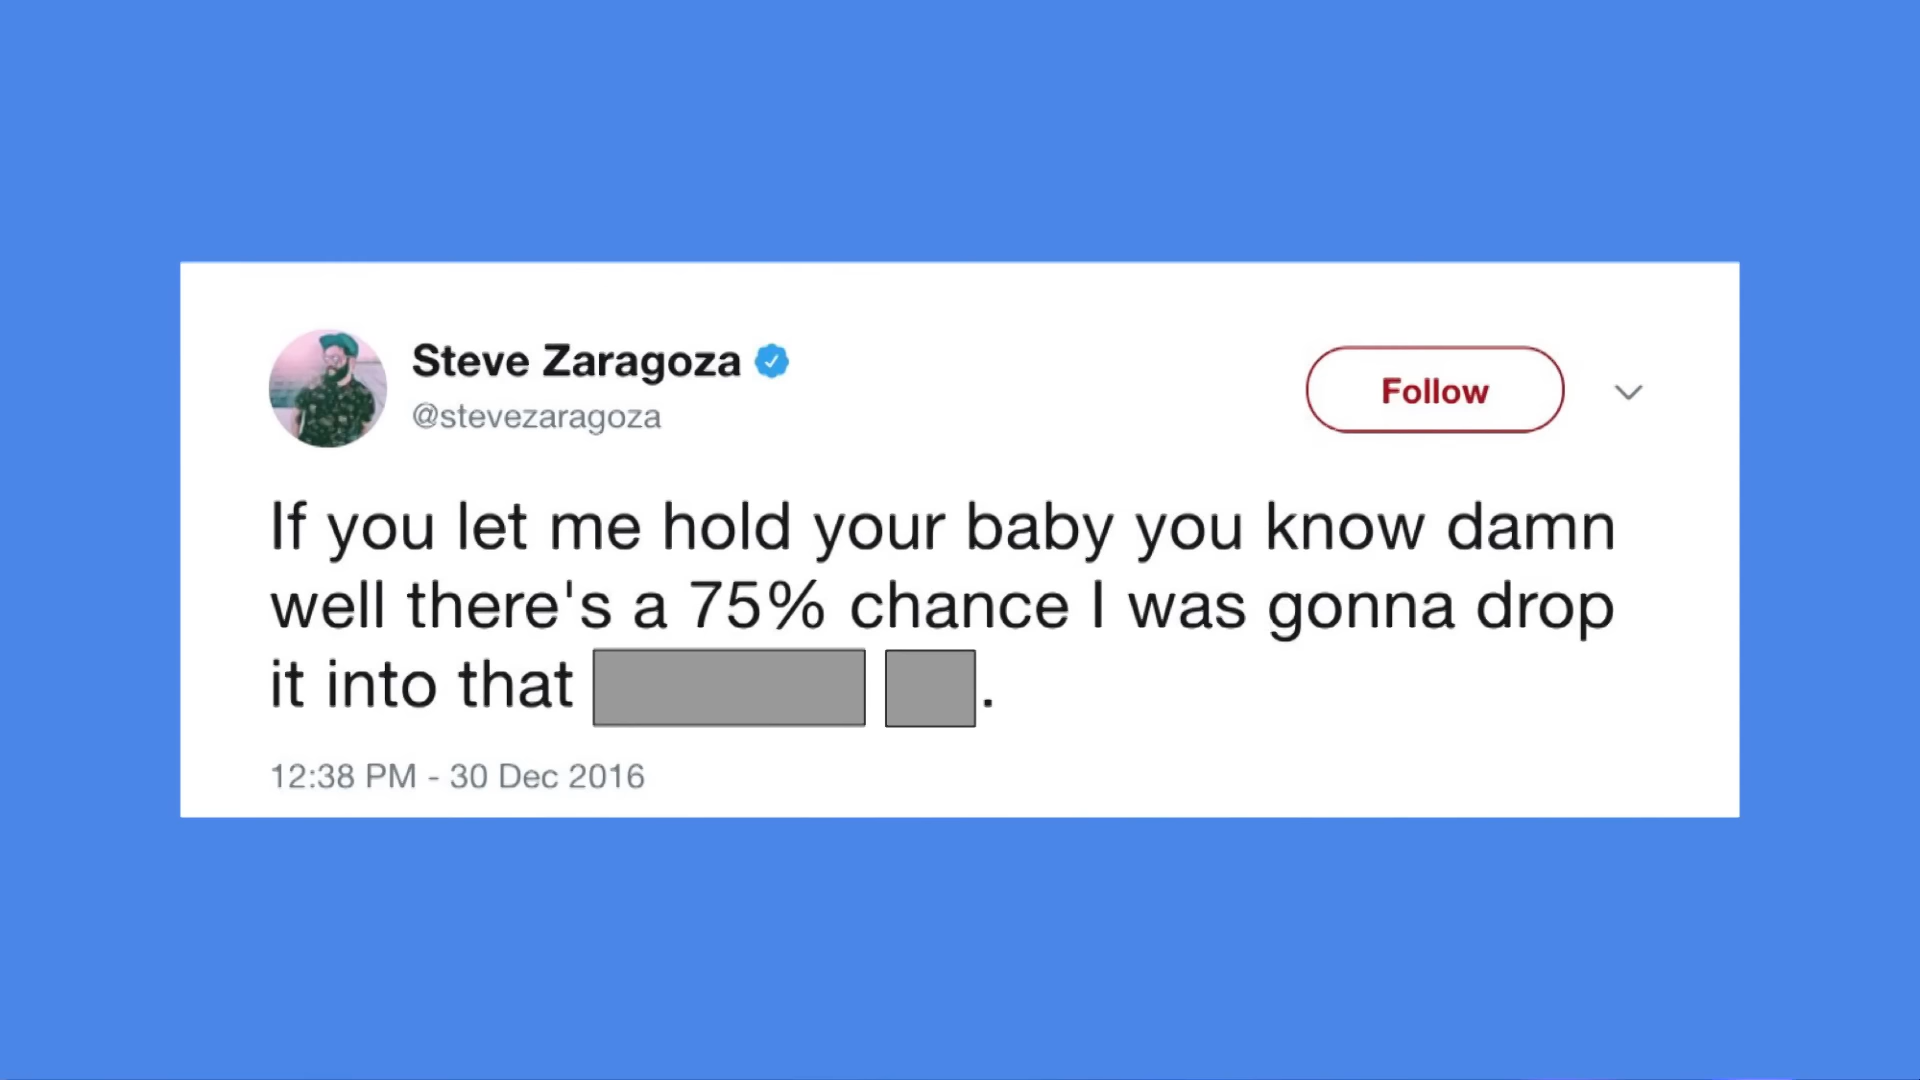 Steve Zaragoza
@stevezaragoza
Follow
If you let me hold your baby you know damn
well there's a 75% chance I was gonna drop
it into that .
12:38 PM - 30 Dec 2016